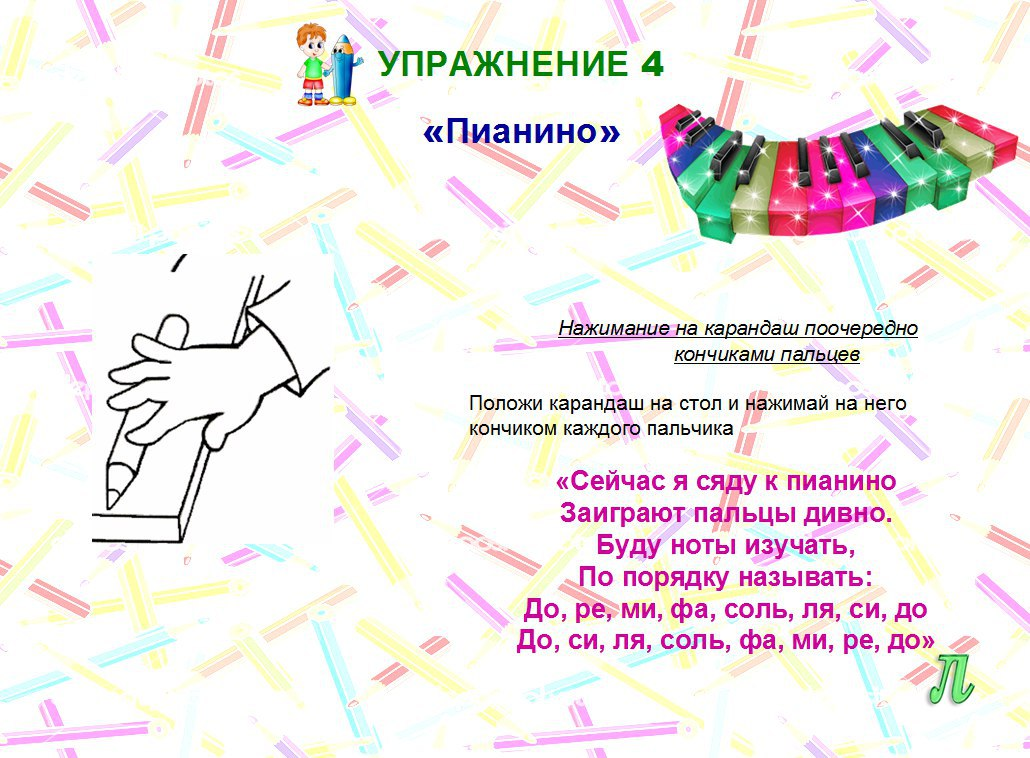 УПРАЖНЕНИЕ 4
«Пианино»
Нажимание на карандаш поочередно
кончиками пальцев
Положи карандаш на стол и нажимай на него
кончиком каждого пальчика
«Сейчас я сяду к пианино
Заиграют пальцы дивно.
Буду ноты изучать,
По порядку называть:
До, ре, ми, фа, соль, ля, си, до
До, си, ля, соль, фа, ми, ре, до»
Л